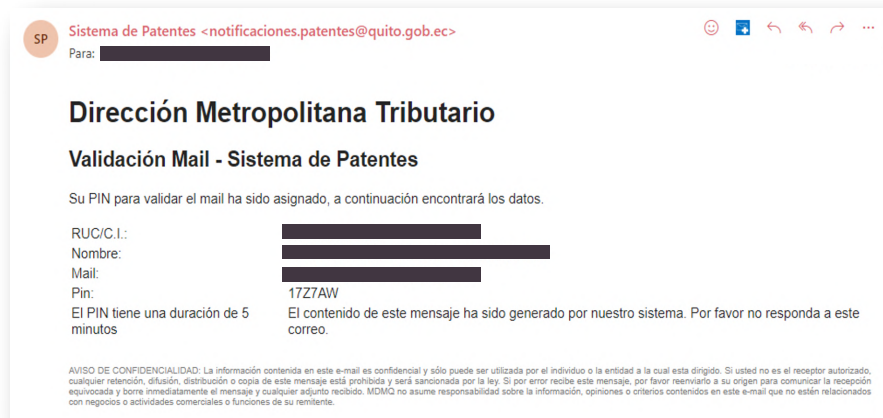 SP
Sistema de Patentes <notificaciones.patentes@quito.gob.ec>
Para:
Dirección Metropolitana Tributario
Validación Mail - Sistema de Patentes
Su PIN para validar el mail ha sido asignado, a continuación encontrará los datos.
RUC/C.I.:
Nombre:
Mail:
Pin: 17Z7AW
El PIN tiene una duración de 5 El contenido de este mensaje ha sido generado por nuestro sistema. Por favor no responda a este
minutos correo.
AVISO DE CONFIDENCIALIDAD: La información contenida en este e-mail es confidencial y sólo puede ser utilizada por el individuo o la entidad a la cual esta dirigido. Si usted no es el receptor autorizado,
cualquier retención, difusión, distribución o copia de este mensaje está prohibida y será sancionada por la ley. Si por error recibe este mensaje, por favor reenviarlo a su origen para comunicar la recepción
equivocada y borre inmediatamente el mensaje y cualquier adjunto recibido. MDMQ no asume responsabilidad sobre la información, opiniones o criterios contenidos en este e-mail que no estén relacionados
con negocios o actividades comerciales o funciones de su remitente.